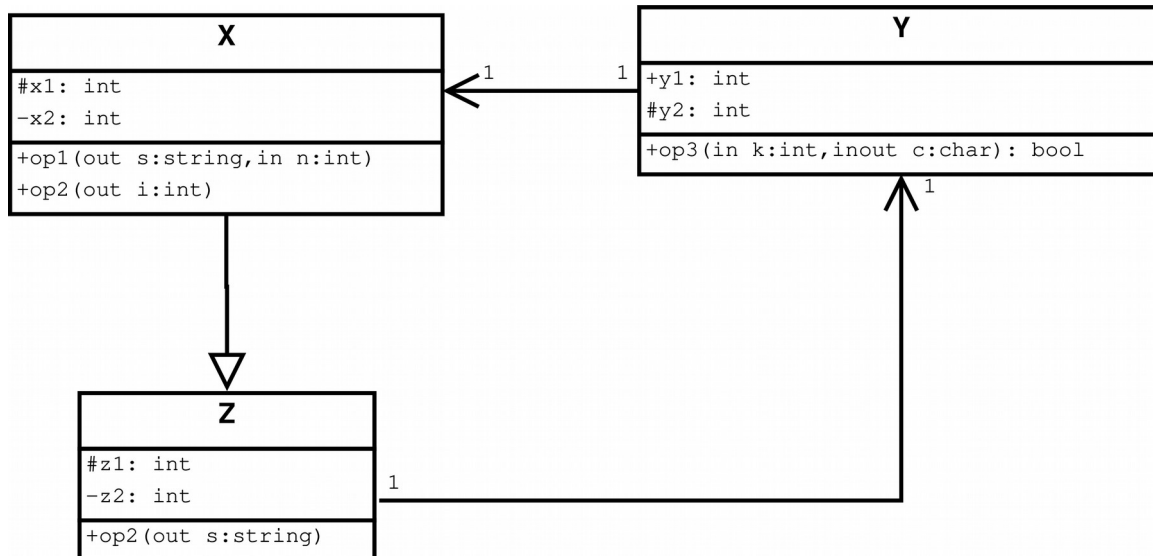 X
#x1: int
-x2: int
+op1(out s:string,in n:int)
+op2(out i:int)
1
1
Y
+y1: int
#y2: int
+op3(in k:int,inout c:char): bool
1
Z
#z1: int
-z2: int
+op2(out s:string)
1